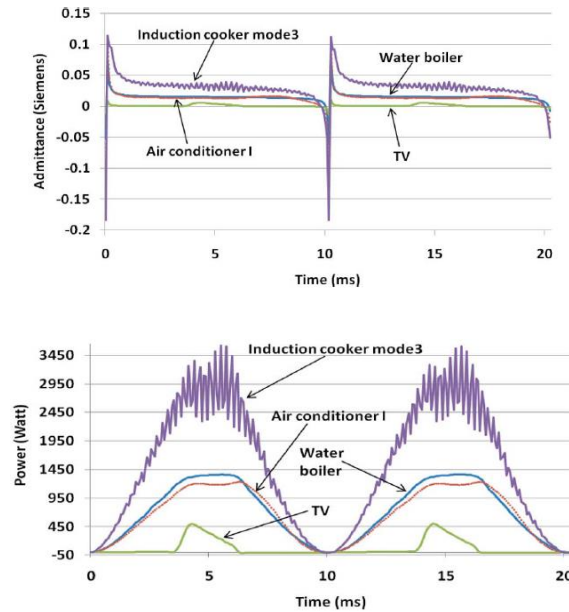 0.15
0.1
0.05
0
-0.05
-0.1
-0.15
-0.2
Admittance (Siemens)
Induction cooker mode3
Water boiler
Air conditioner I
TV
0 5 10 15 20
Time (ms)
3450
2950
2450
1950
1450
950
450
-50
Power (Watt)
Induction cooker mode3
Air conditioner I
Water
boiler
TV
0 5 10 15 20
Time (ms)